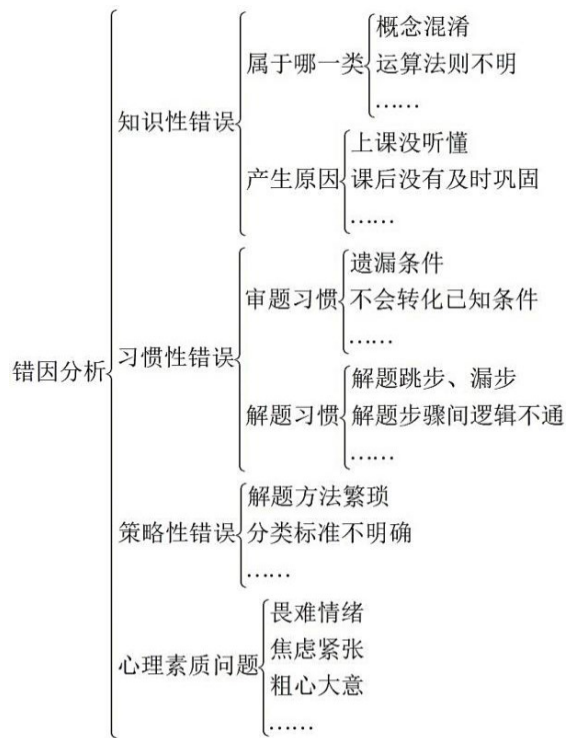 错因分析
知识性错误
属于哪一类
概念混淆
运算法则不明
……
产生原因
上课没听懂
课后没有及时巩固
……
习惯性错误
审题习惯
遗漏条件
不会转化已知条件
……
解题习惯
解题跳步、漏步
解题步骤间逻辑不通
……
策略性错误
解题方法繁琐
分类标准不明确
……
心理素质问题
畏难情绪
焦虑紧张
粗心大意
……